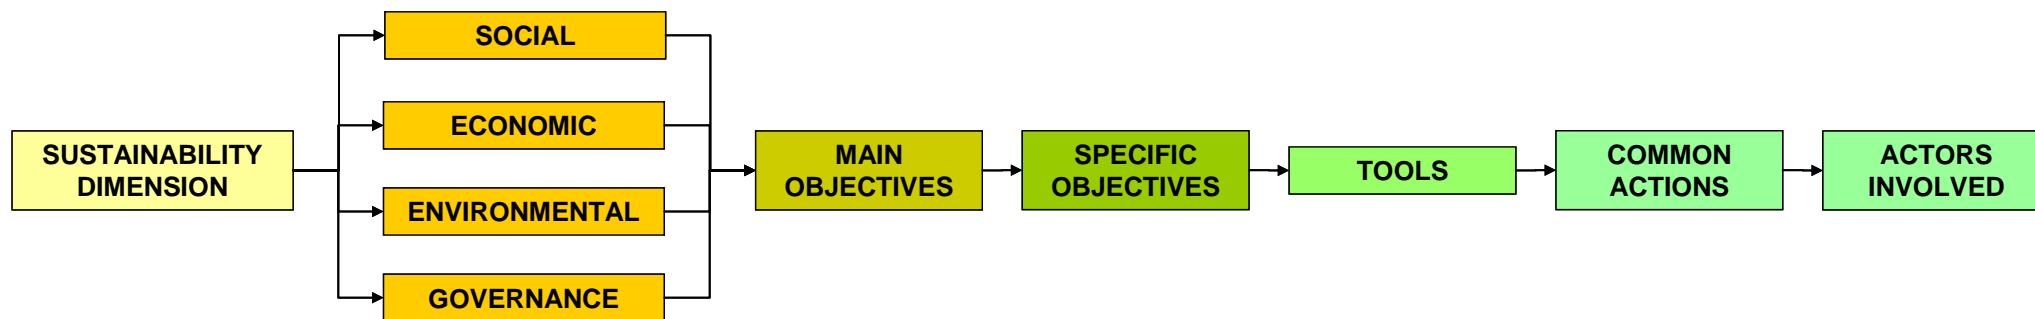 SUSTAINABILITY
DIMENSION
SOCIAL
ECONOMIC
ENVIRONMENTAL
GOVERNANCE
MAIN
OBJECTIVES
SPECIFIC
OBJECTIVES
TOOLS
COMMON
ACTIONS
ACTORS
INVOLVED